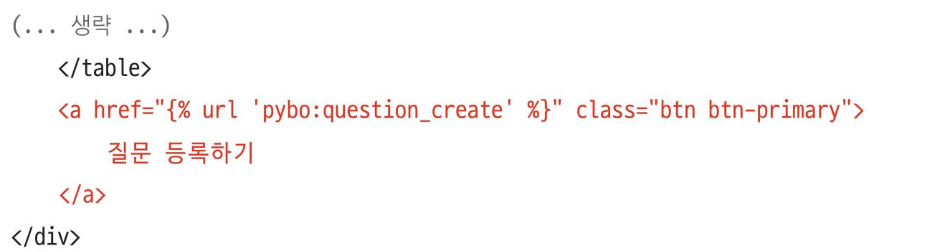 (... 생략 ...)
</table>
<a href="{% url 'pybo:question_create' %}" class="btn btn-primary">
질문 등록하기
</a>
</div>